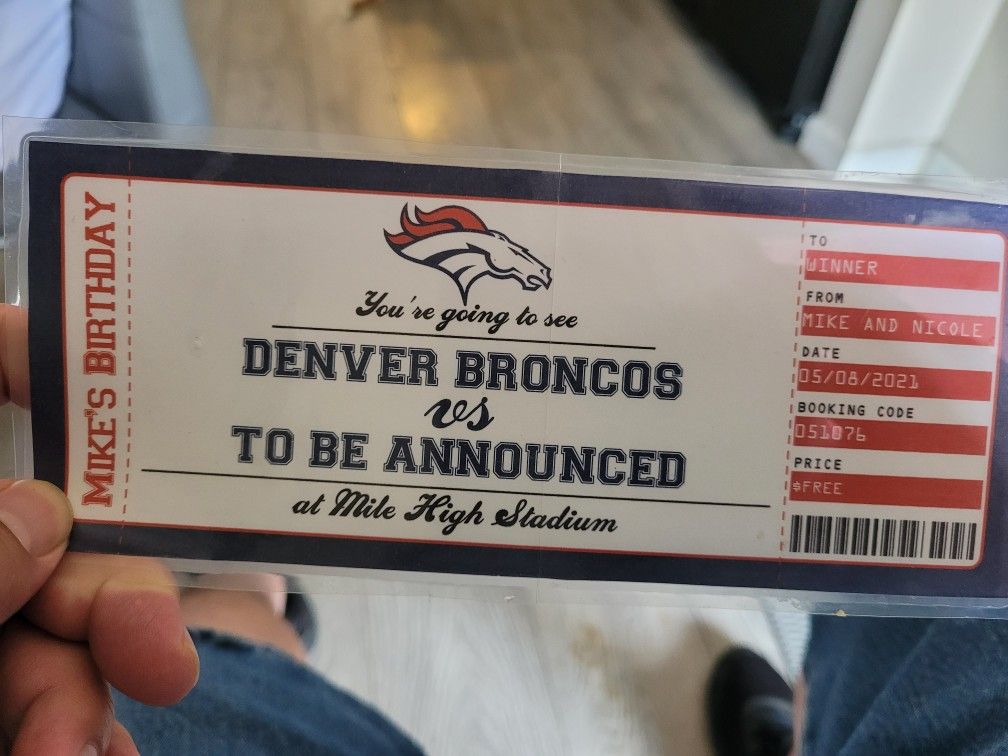 MIKE'S BIRTHDAY
You're going to see
DENVER BRONCOS
vs
TO BE ANNOUNCED
at Mile High Stadium
TO
WINNER
FROM
MIKE AND NICOLE
DATE
05/08/2021
BOOKING CODE
051076
PRICE
$FREE